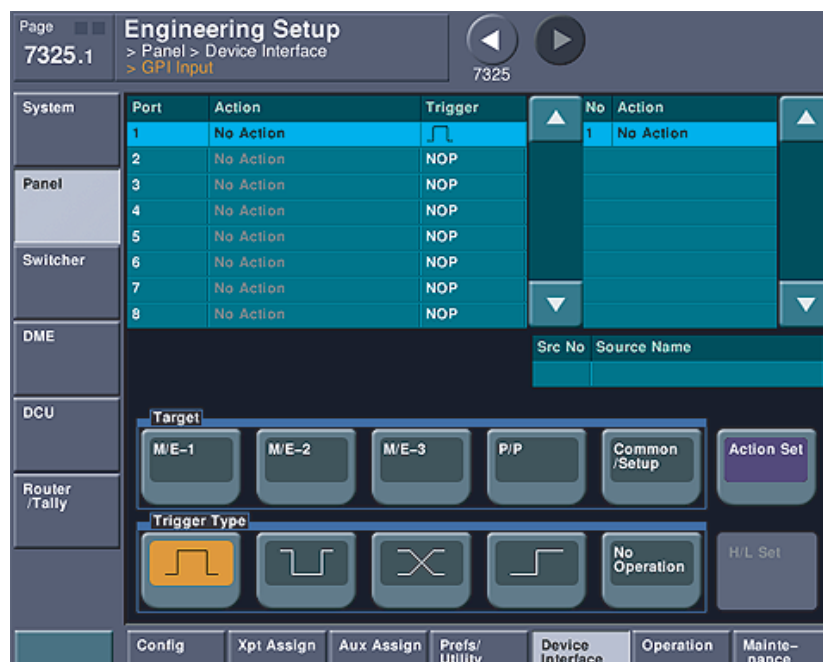 Page
7325.1
Engineering Setup
> Panel > Device Interface
> GPI Input
7325
System
Panel
Switcher
DME
DCU
Router
/Tally
Port Action Trigger
1 No Action
2 No Action NOP
3 No Action NOP
4 No Action NOP
5 No Action NOP
6 No Action NOP
7 No Action NOP
8 No Action NOP
No Action
1 No Action
Src No Source Name
Target
M/E-1
M/E-2
M/E-3
P/P
Common
/Setup
Action Set
Trigger Type
No
Operation
H/L Set
Config
Xpt Assign
Aux Assign
Prefs/
Utility
Device
Interface
Operation
Mainte-
nance